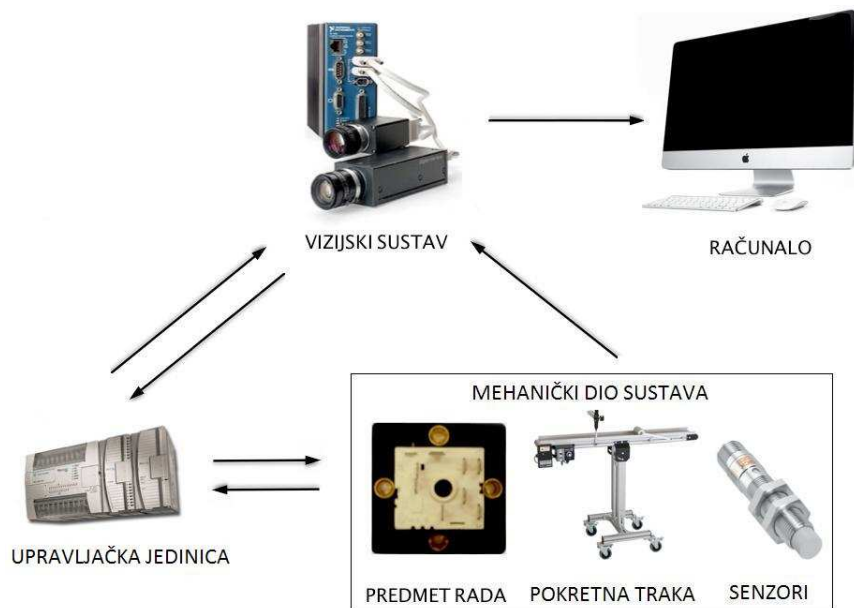 VIZIJSKI SUSTAV
RAČUNALO
MEHANIČKI DIO SUSTAVA
UPRAVLJAČKA JEDINICA
PREDMET RADA
POKRETNA TRAKA
SENZORI